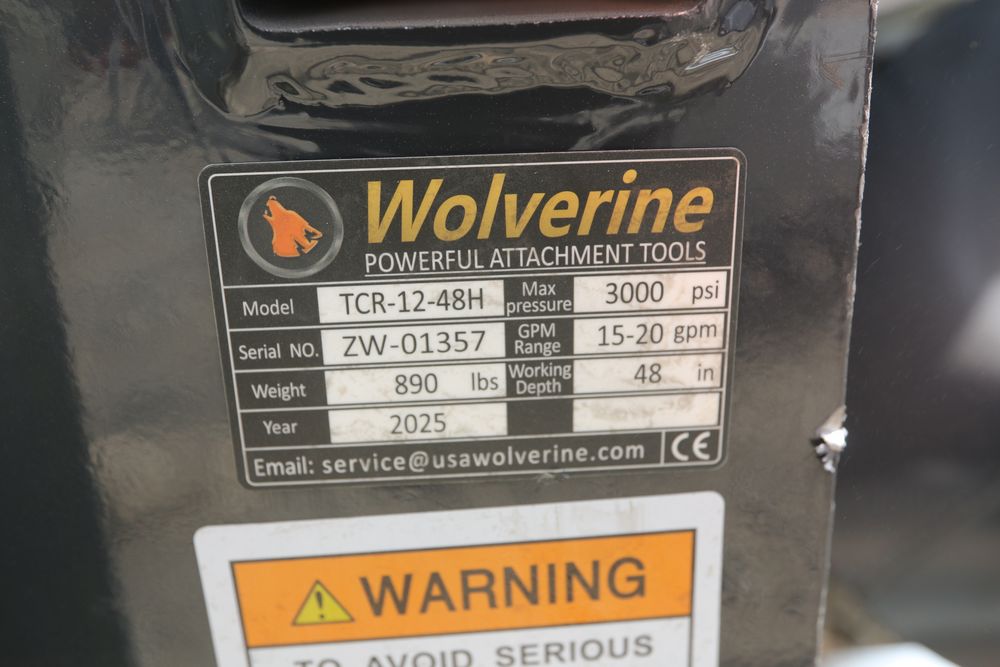 Wolverine
POWERFUL ATTACHMENT TOOLS
Model TCR-12-48H Max pressure 3000 psi
Serial NO. ZW-01357 GPM Range 15-20 gpm
Weight 890 lbs Working Depth 48 in
Year 2025
Email: service@usawolverine.com CE
WARNING
TO AVOID SERIOUS